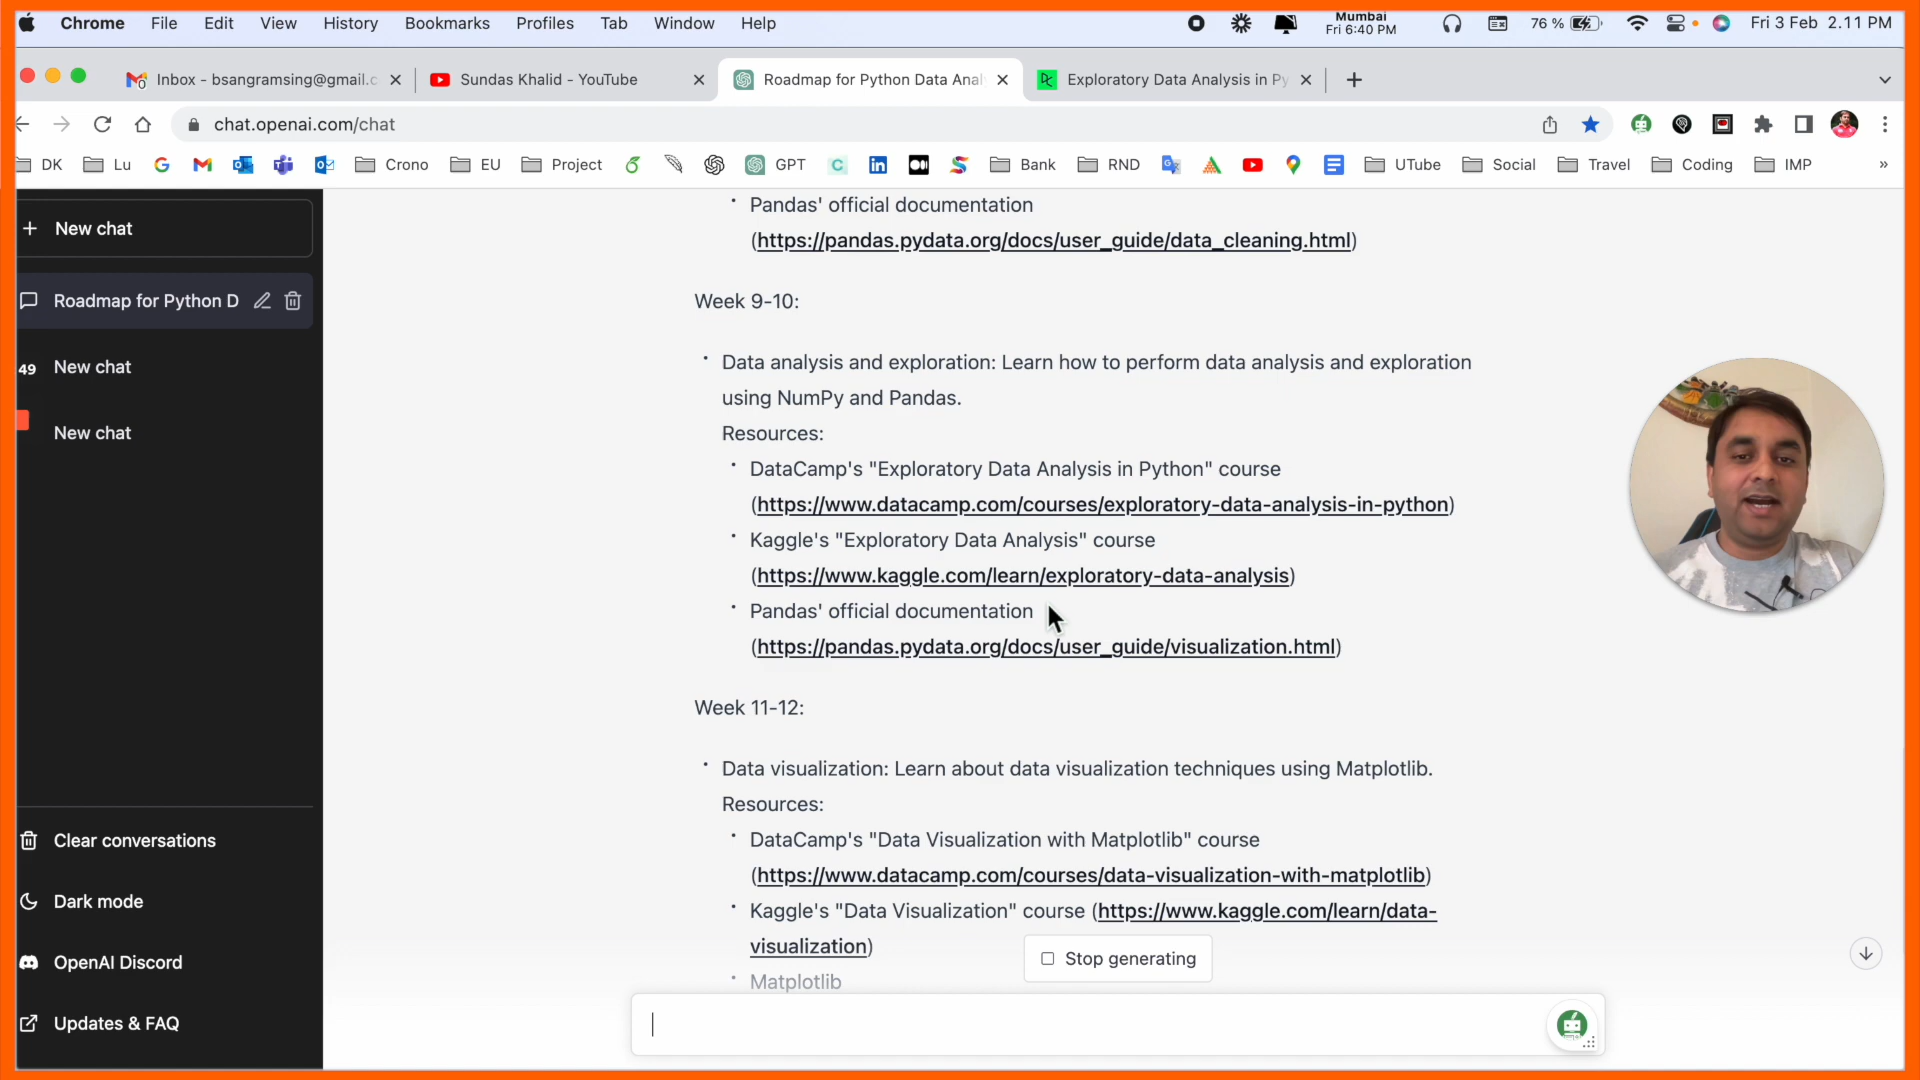 Chrome File Edit View History Bookmarks Profiles Tab Window Help
Mumbai
Fri 6:40 PM
76 %
Fri 3 Feb 2.11 PM
Inbox - bsangramsing@gmail.c
Sundas Khalid - YouTube
Roadmap for Python Data Anal
Exploratory Data Analysis in Py
chat.openai.com/chat
DK Lu Crono EU Project GPT Bank RND UTube Social Travel Coding IMP »
+ New chat
Roadmap for Python D
49 New chat
New chat
Clear conversations
Dark mode
OpenAI Discord
Updates & FAQ
• Pandas' official documentation
(https://pandas.pydata.org/docs/user_guide/data_cleaning.html)
Week 9-10:
• Data analysis and exploration: Learn how to perform data analysis and exploration
using NumPy and Pandas.
Resources:
• DataCamp's "Exploratory Data Analysis in Python" course
(https://www.datacamp.com/courses/exploratory-data-analysis-in-python)
• Kaggle's "Exploratory Data Analysis" course
(https://www.kaggle.com/learn/exploratory-data-analysis)
• Pandas' official documentation
(https://pandas.pydata.org/docs/user_guide/visualization.html)
Week 11-12:
• Data visualization: Learn about data visualization techniques using Matplotlib.
Resources:
• DataCamp's "Data Visualization with Matplotlib" course
(https://www.datacamp.com/courses/data-visualization-with-matplotlib)
• Kaggle's "Data Visualization" course (https://www.kaggle.com/learn/data-
visualization)
• Matplotlib
Stop generating